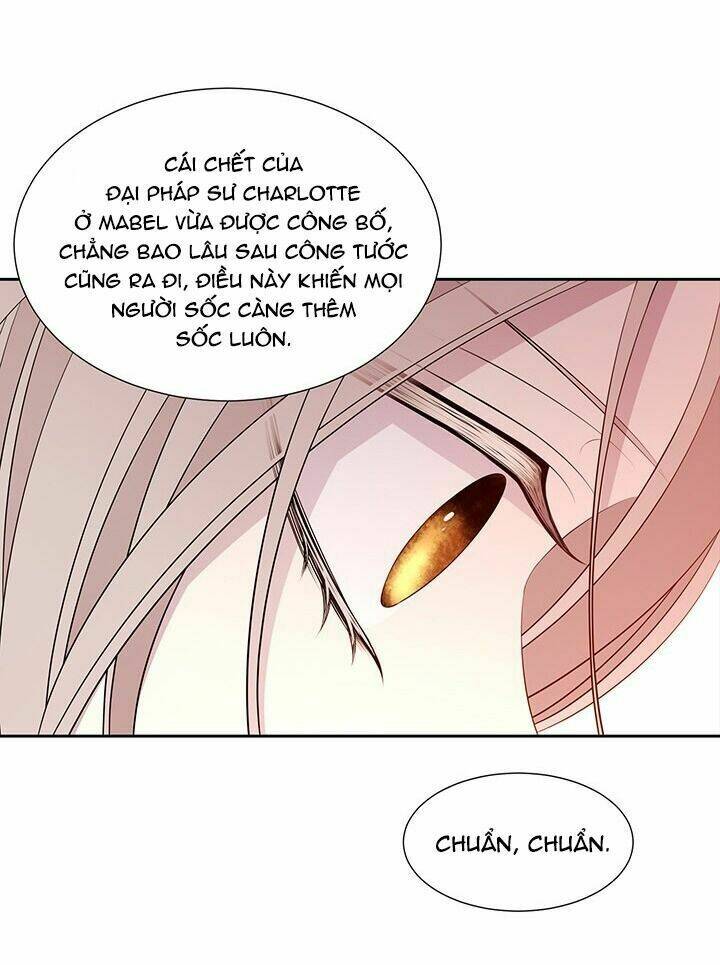 CÁI CHẾT CỦA
ĐẠI PHÁP SƯ CHARLOTTE
Ở MABEL VỪA ĐƯỢC CÔNG BỐ,
CHẲNG BAO LÂU SAU CÔNG TƯỚC
CŨNG RA ĐI, ĐIỀU NÀY KHIẾN MỌI
NGƯỜI SỐC CÀNG THÊM
SỐC LUÔN.
CHUẨN, CHUẨN.